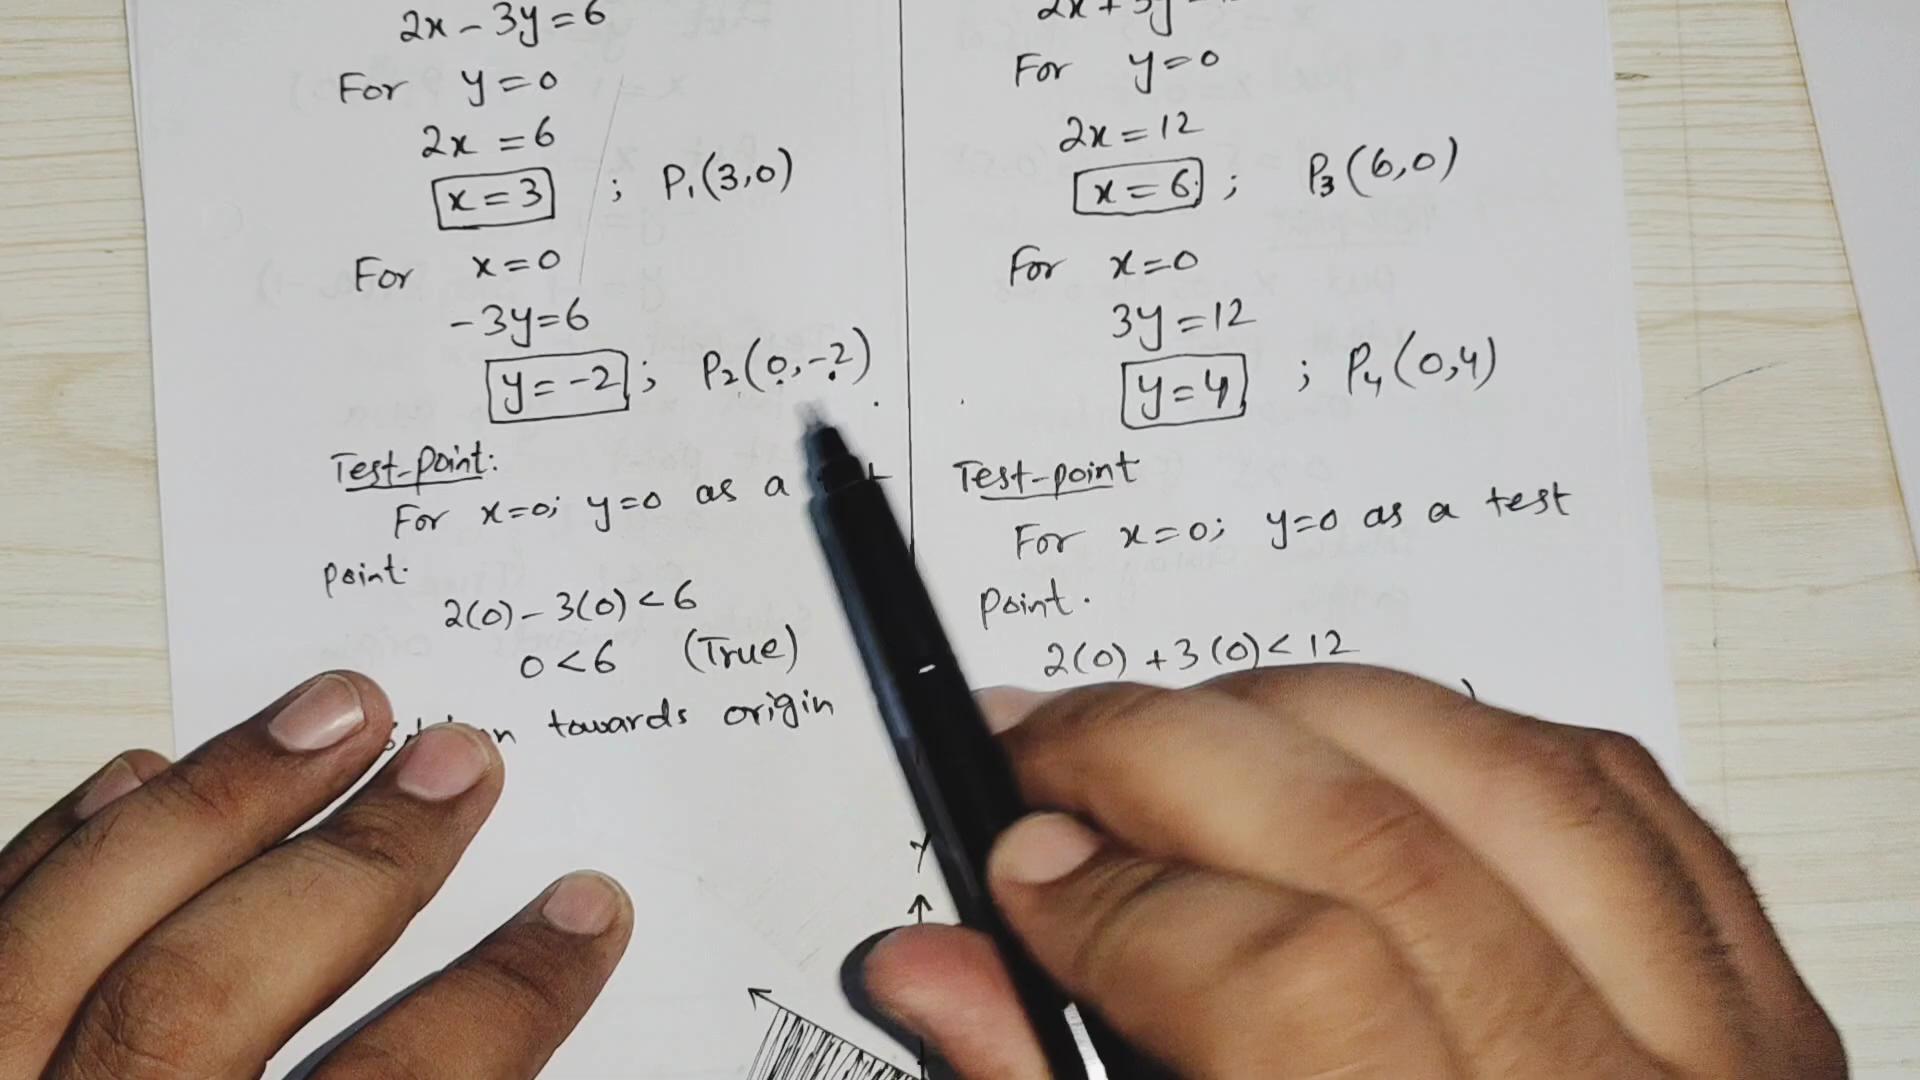 2x - 3y = 6
For y = 0
2x = 6
x = 3 ; P₁(3,0)
For x = 0
-3y = 6
y = -2 ; P₂(0,-2)
Test-point:
For x=0; y=0 as a
point.
2(0) - 3(0) < 6
0 < 6 (True)
towards origin
2x + 3y
For y = 0
2x = 12
x = 6 ; P₃(6,0)
For x = 0
3y = 12
y = 4 ; P₄(0,4)
Test-point
For x=0; y=0 as a test
point.
2(0) + 3(0) < 12
Y